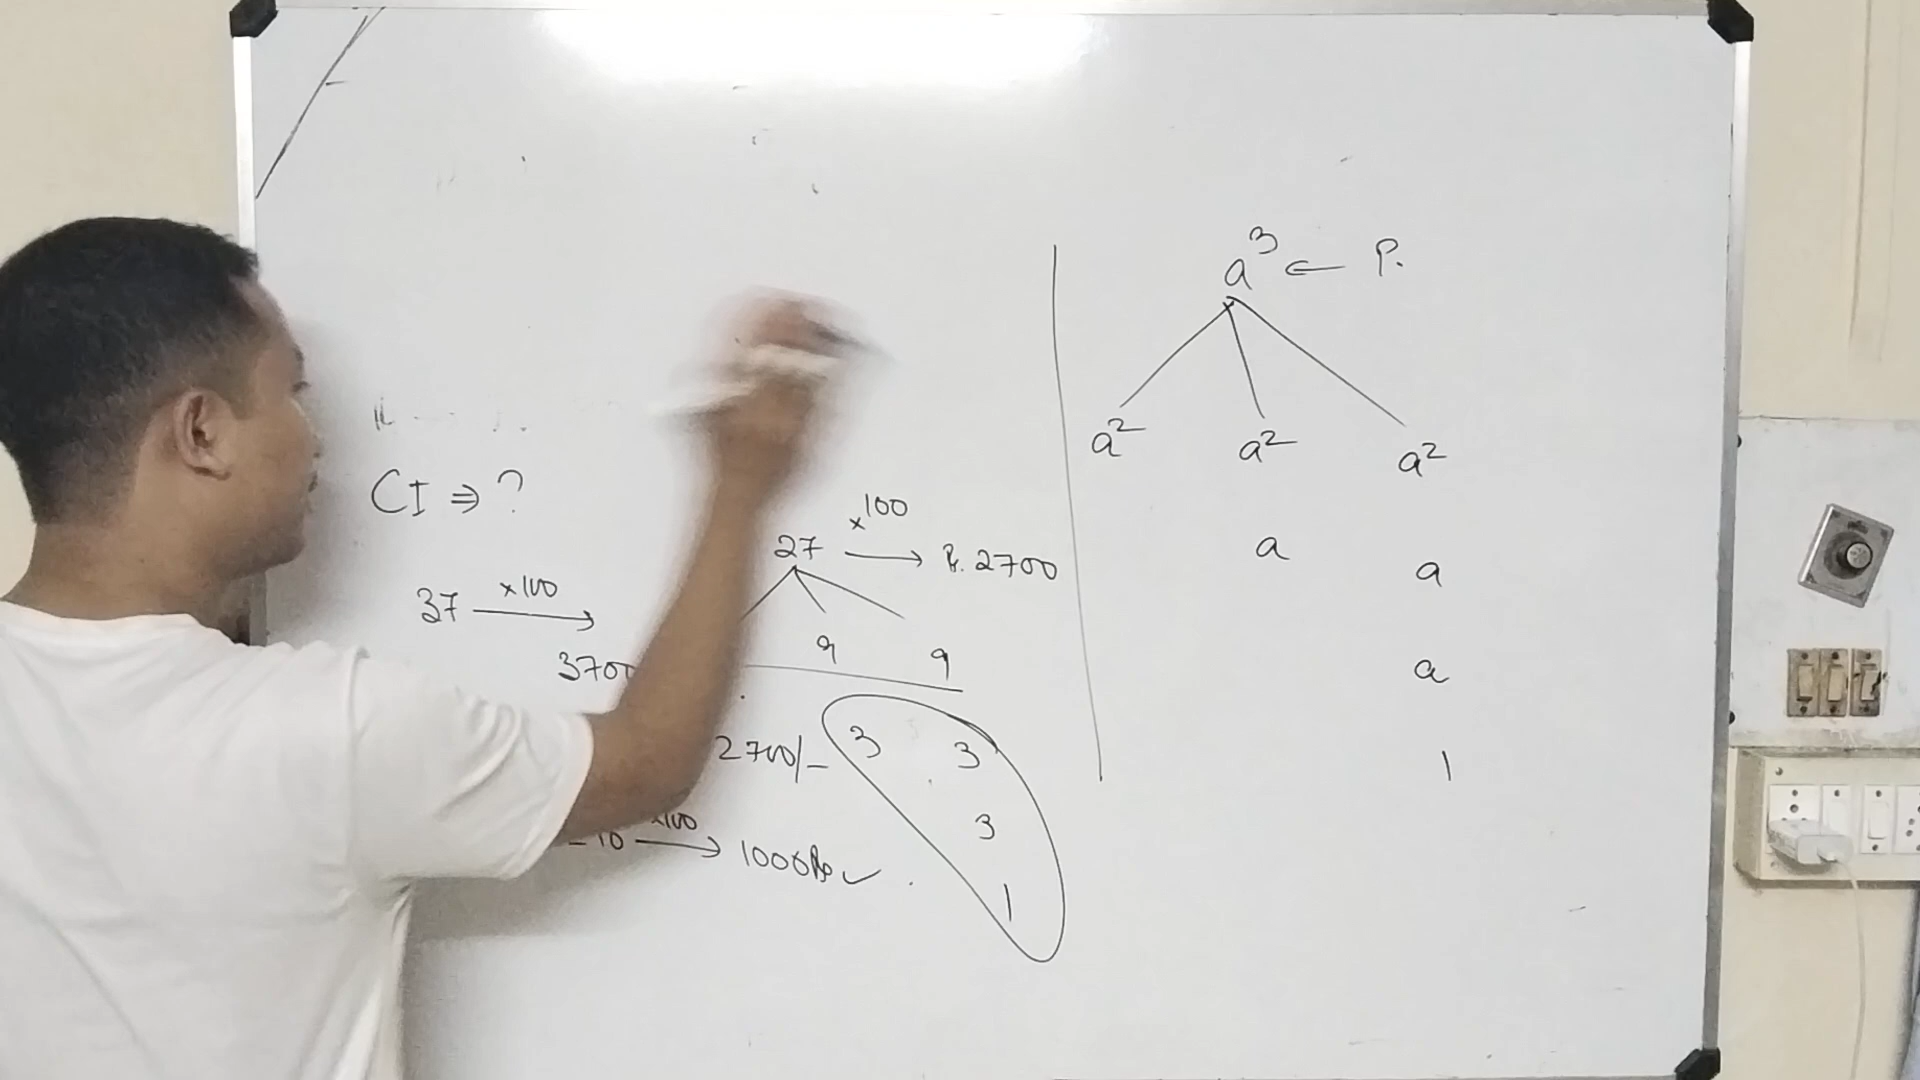 CI ⇒ ?
37 ×100 →
3700
27 ×100 → P. 2700
9 9
2700/- 3 3
3
1
- 10 ×100 → 1000Rs ✓
a³ ← P.
a² a² a²
a a
a
1